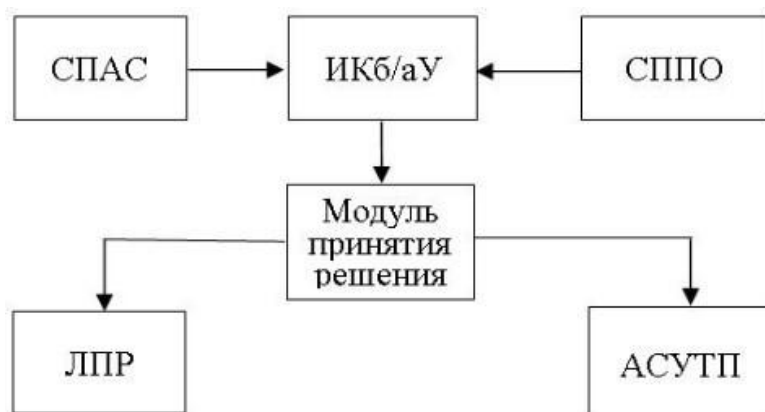 СПАС
ИКб/аУ
СППО
Модуль
принятия
решения
ЛПР
АСУТП